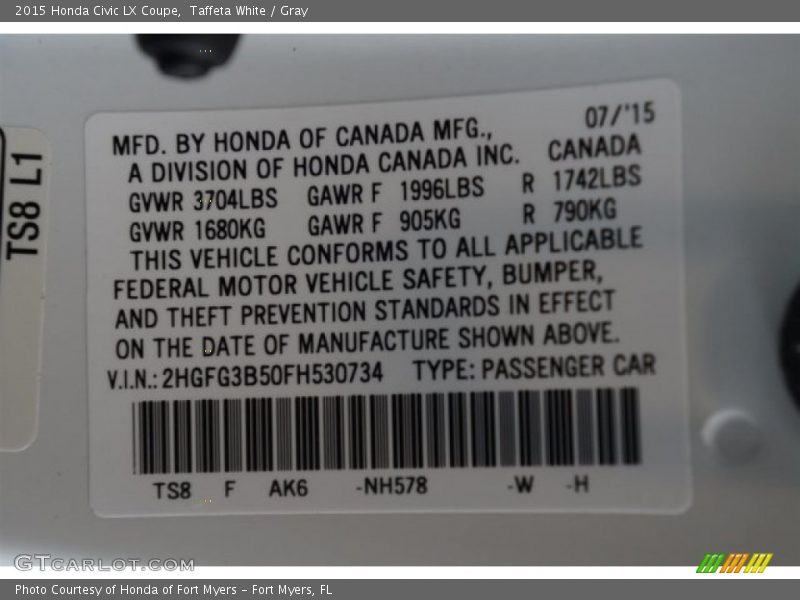 2015 Honda Civic LX Coupe,  Taffeta White / Gray
TS8 L1
07/'15
MFD. BY HONDA OF CANADA MFG.,
A DIVISION OF HONDA CANADA INC. CANADA
GVWR 3704LBS GAWR F 1996LBS R 1742LBS
GVWR 1680KG GAWR F 905KG R 790KG
THIS VEHICLE CONFORMS TO ALL APPLICABLE
FEDERAL MOTOR VEHICLE SAFETY, BUMPER,
AND THEFT PREVENTION STANDARDS IN EFFECT
ON THE DATE OF MANUFACTURE SHOWN ABOVE.
V.I.N.: 2HGFG3B50FH530734 TYPE: PASSENGER CAR
TS8 F AK6 -NH578 -W -H
GTCARLOT.COM
Photo Courtesy of Honda of Fort Myers - Fort Myers, FL